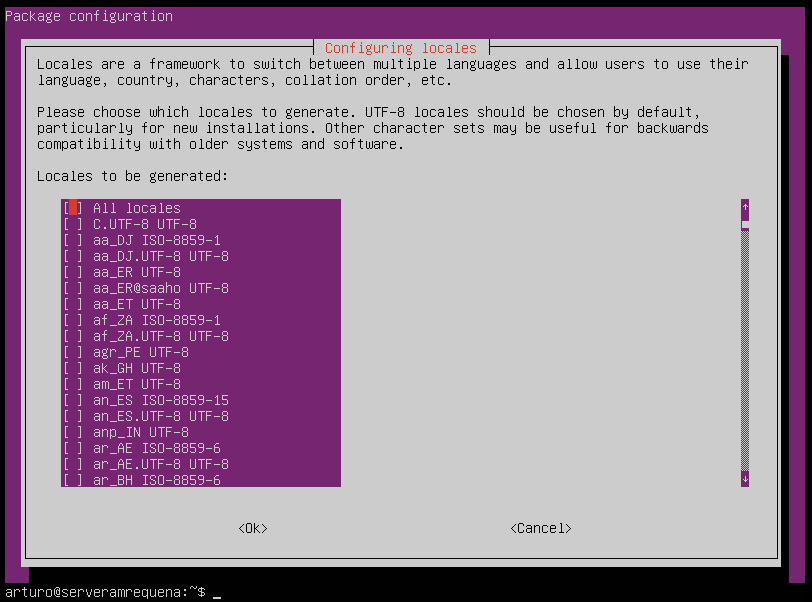 Package configuration
Configuring locales
Locales are a framework to switch between multiple languages and allow users to use their
language, country, characters, collation order, etc.
Please choose which locales to generate. UTF-8 locales should be chosen by default,
particularly for new installations. Other character sets may be useful for backwards
compatibility with older systems and software.
Locales to be generated:
[ ] All locales
[ ] C.UTF-8 UTF-8
[ ] aa_DJ ISO-8859-1
[ ] aa_DJ.UTF-8 UTF-8
[ ] aa_ER UTF-8
[ ] aa_ER@saaho UTF-8
[ ] aa_ET UTF-8
[ ] af_ZA ISO-8859-1
[ ] af_ZA.UTF-8 UTF-8
[ ] agr_PE UTF-8
[ ] ak_GH UTF-8
[ ] am_ET UTF-8
[ ] an_ES ISO-8859-15
[ ] an_ES.UTF-8 UTF-8
[ ] anp_IN UTF-8
[ ] ar_AE ISO-8859-6
[ ] ar_AE.UTF-8 UTF-8
[ ] ar_BH ISO-8859-6
<Ok> <Cancel>
arturo@serveramrequena:~$ _